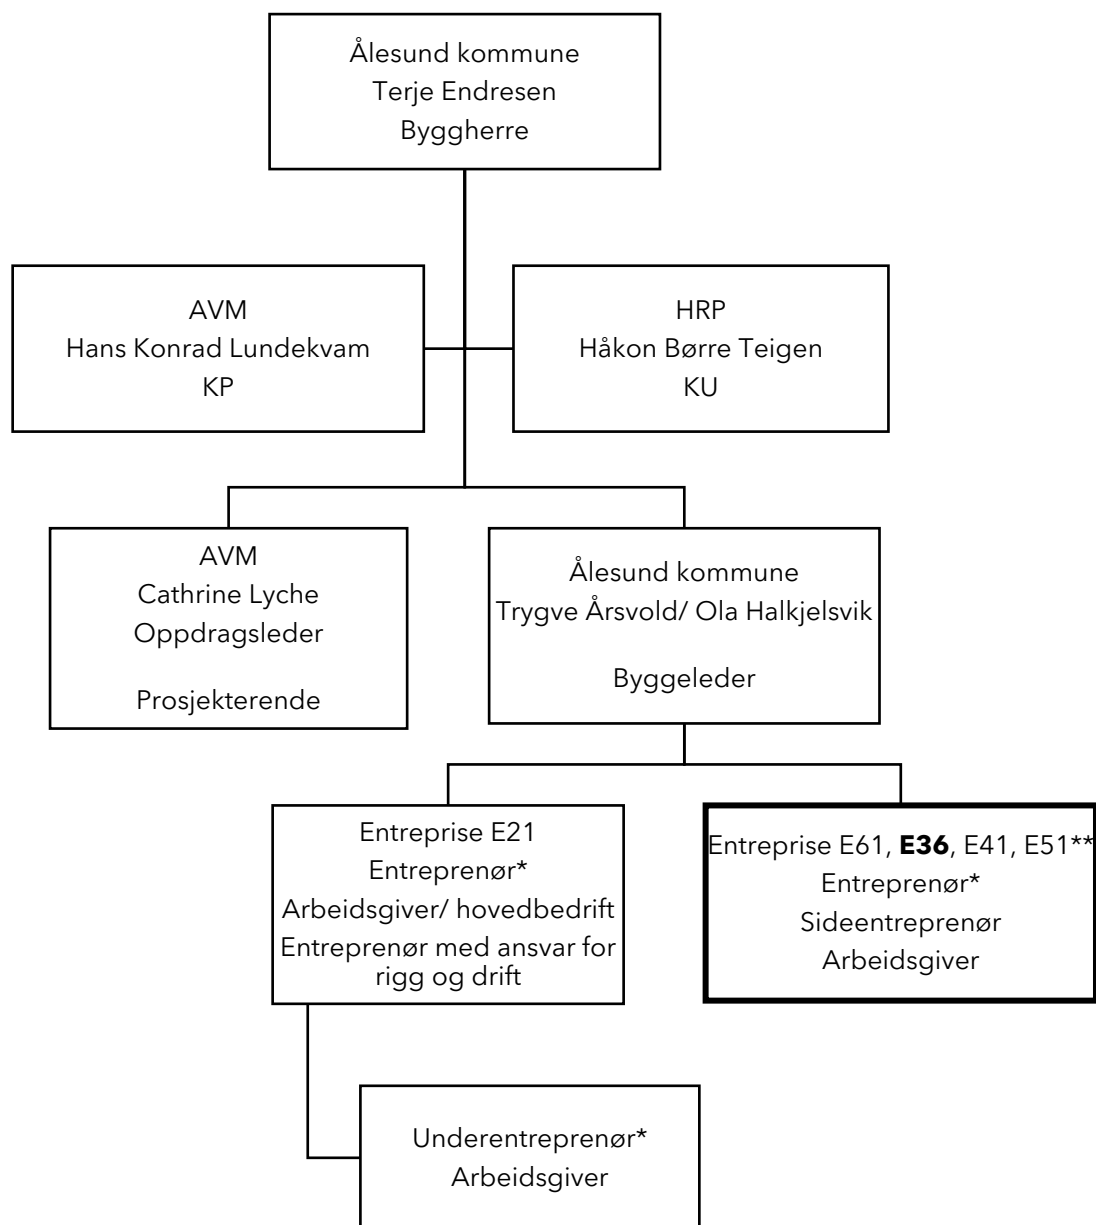 Ålesund kommune
Terje Endresen
Byggherre
AVM
Hans Konrad Lundekvam
KP
HRP
Håkon Børre Teigen
KU
AVM
Cathrine Lyche
Oppdragsleder
Prosjekterende
Ålesund kommune
Trygve Årsvold/ Ola Halkjelsvik
Byggeleder
Entreprise E21
Entreprenør*
Arbeidsgiver/ hovedbedrift
Entreprenør med ansvar for
rigg og drift
Entreprise E61, E36, E41, E51**
Entreprenør*
Sideentreprenør
Arbeidsgiver
Underentreprenør*
Arbeidsgiver